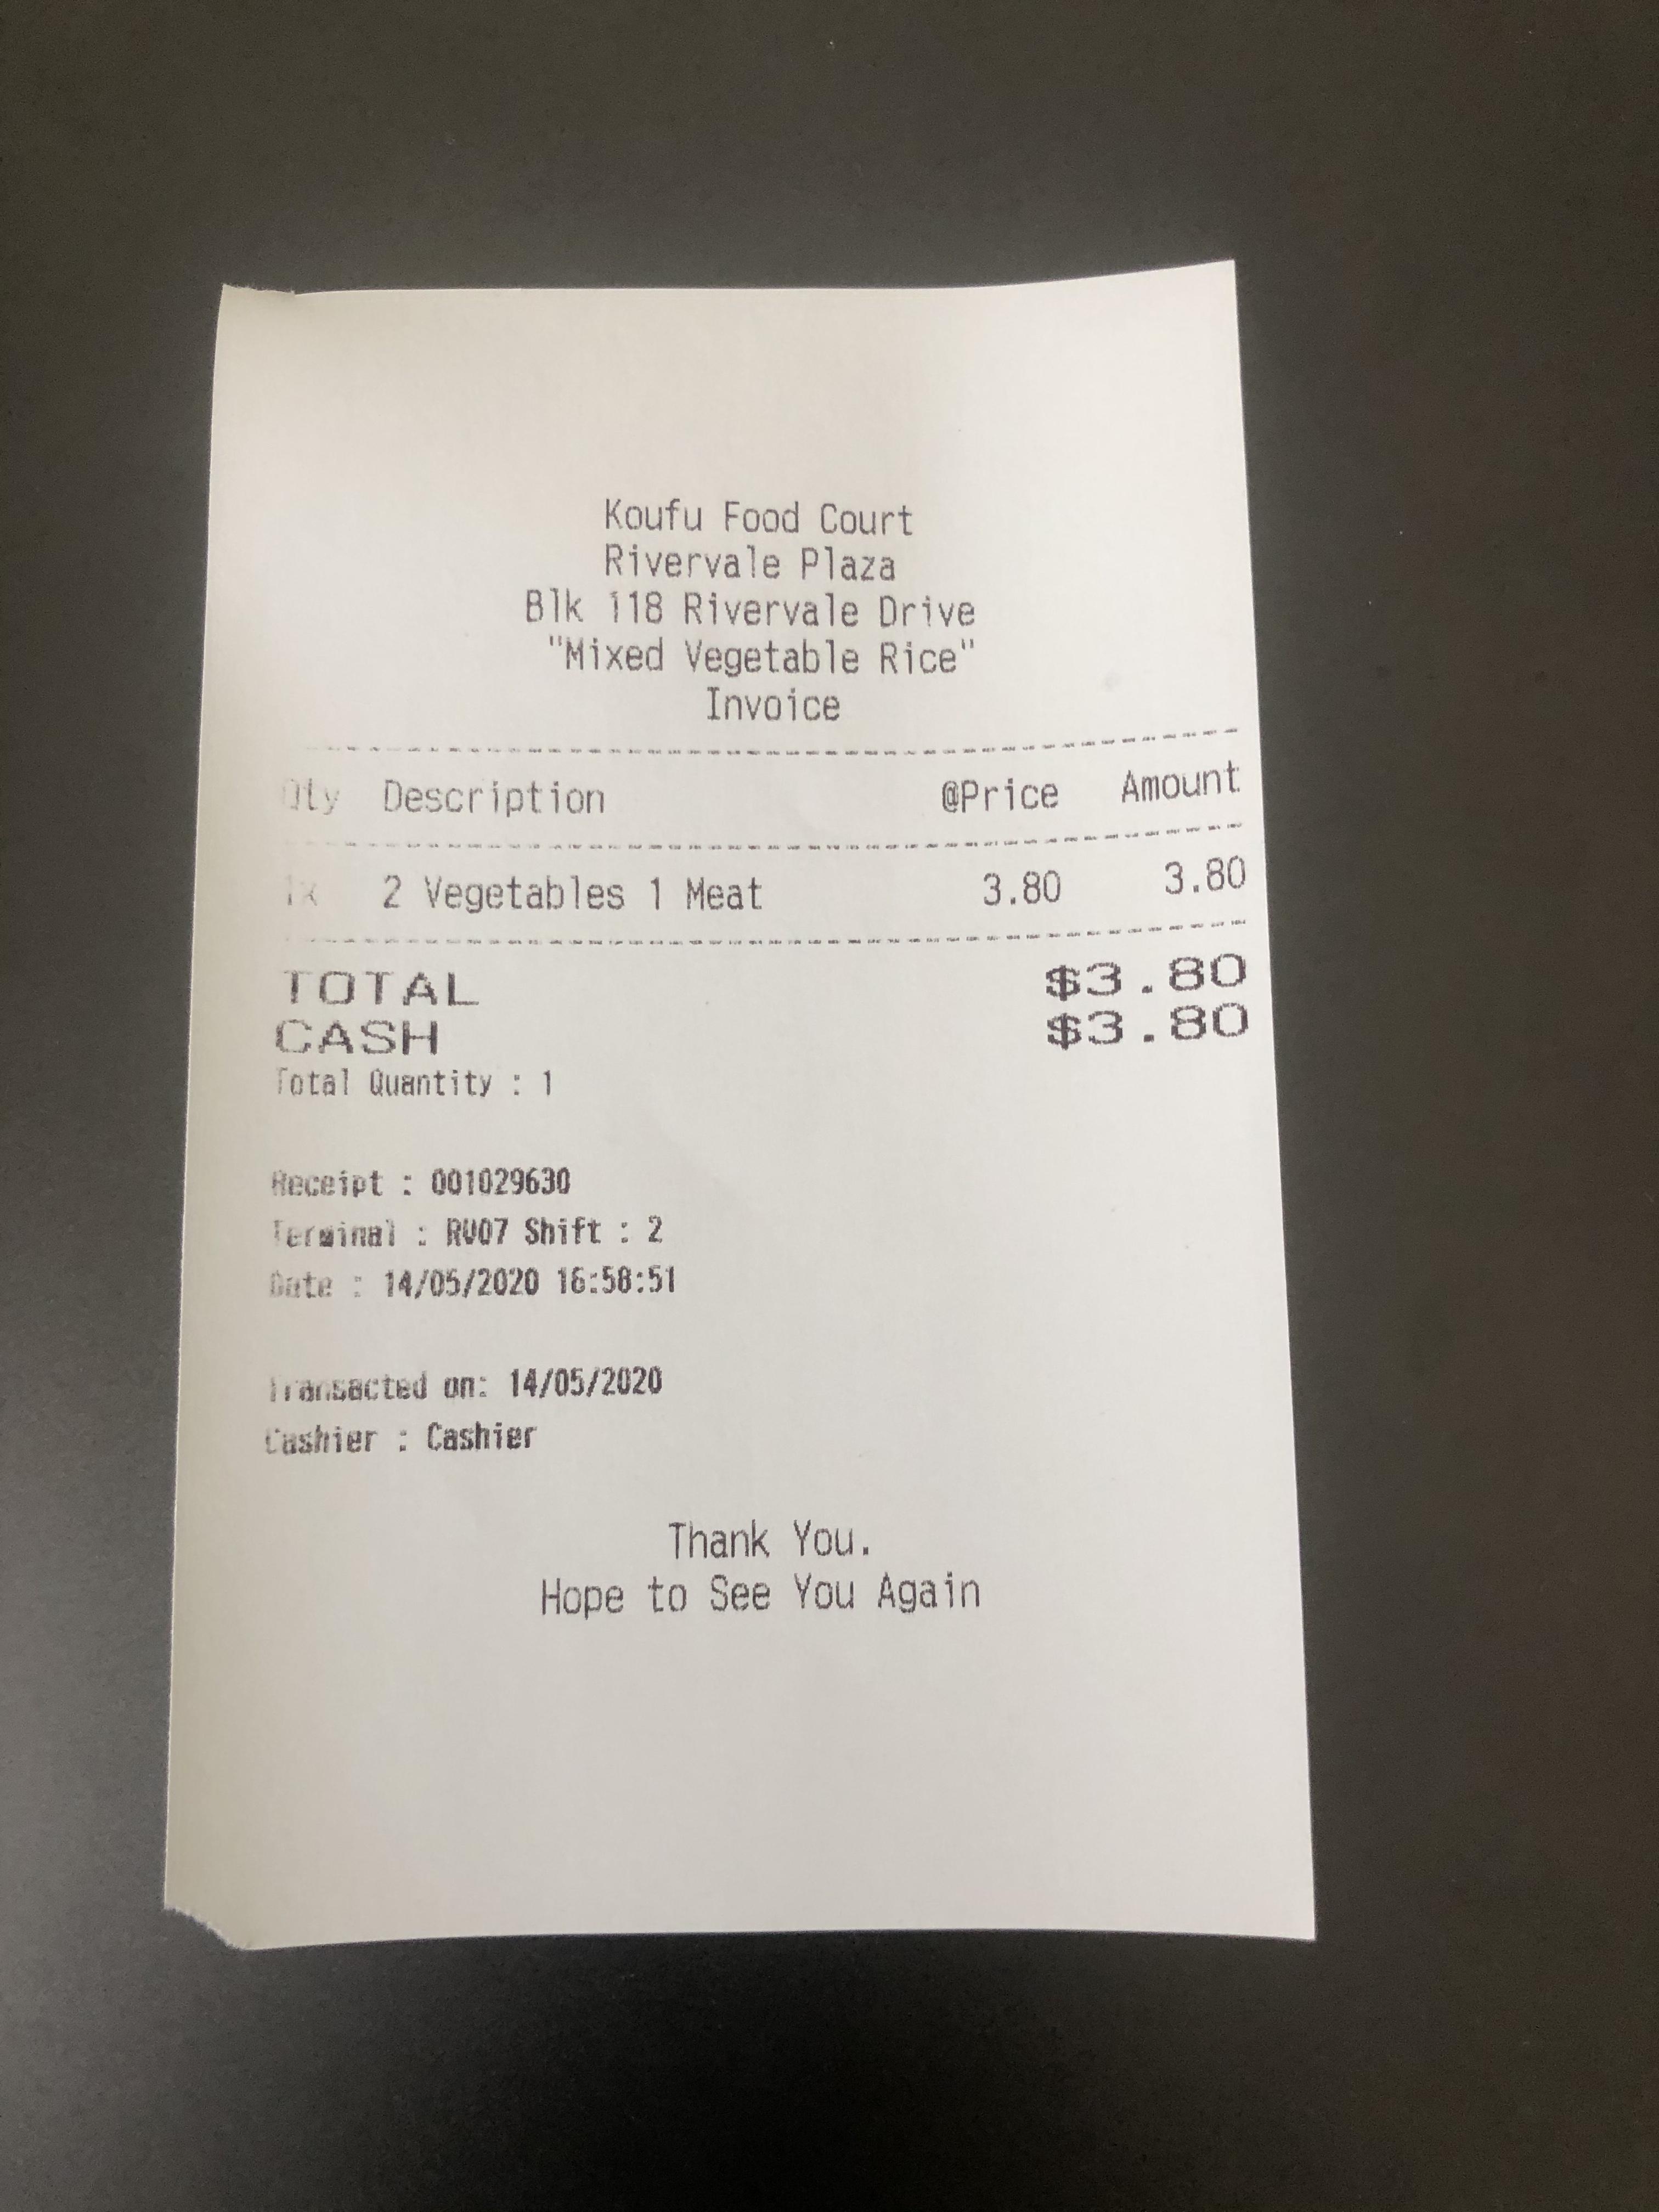 Koufu Food Court
Rivervale Plaza
Blk 118 Rivervale Drive
"Mixed Vegetable Rice"
Invoice
Qty Description @Price Amount
1x 2 Vegetables 1 Meat 3.80 3.80
TOTAL $3.80
CASH $3.80
Total Quantity : 1
Receipt : 001029630
Terminal : RV07 Shift : 2
Date : 14/05/2020 16:58:51
Transacted on: 14/05/2020
Cashier : Cashier
Thank You.
Hope to See You Again